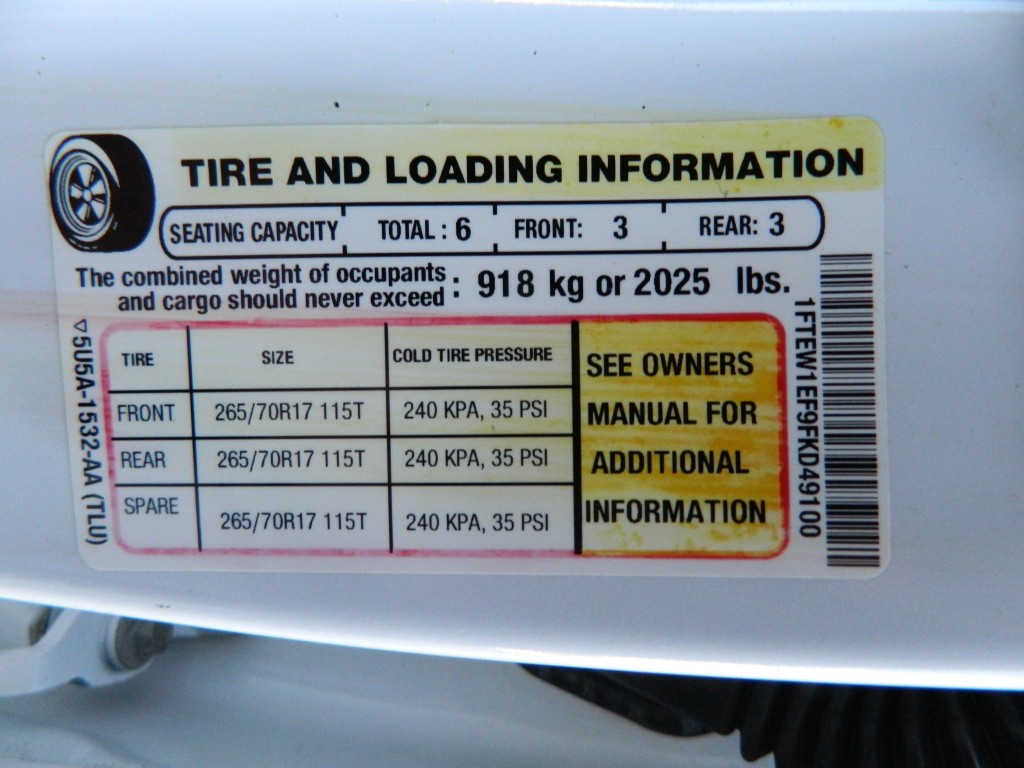 TIRE AND LOADING INFORMATION
SEATING CAPACITY TOTAL : 6 FRONT: 3 REAR: 3
The combined weight of occupants
and cargo should never exceed : 918 kg or 2025 lbs.
TIRE SIZE COLD TIRE PRESSURE
FRONT 265/70R17 115T 240 KPA, 35 PSI
REAR 265/70R17 115T 240 KPA, 35 PSI
SPARE 265/70R17 115T 240 KPA, 35 PSI
SEE OWNERS
MANUAL FOR
ADDITIONAL
INFORMATION
▽5U5A-1532-AA (TLU)
1FTEW1EF9FKD49100